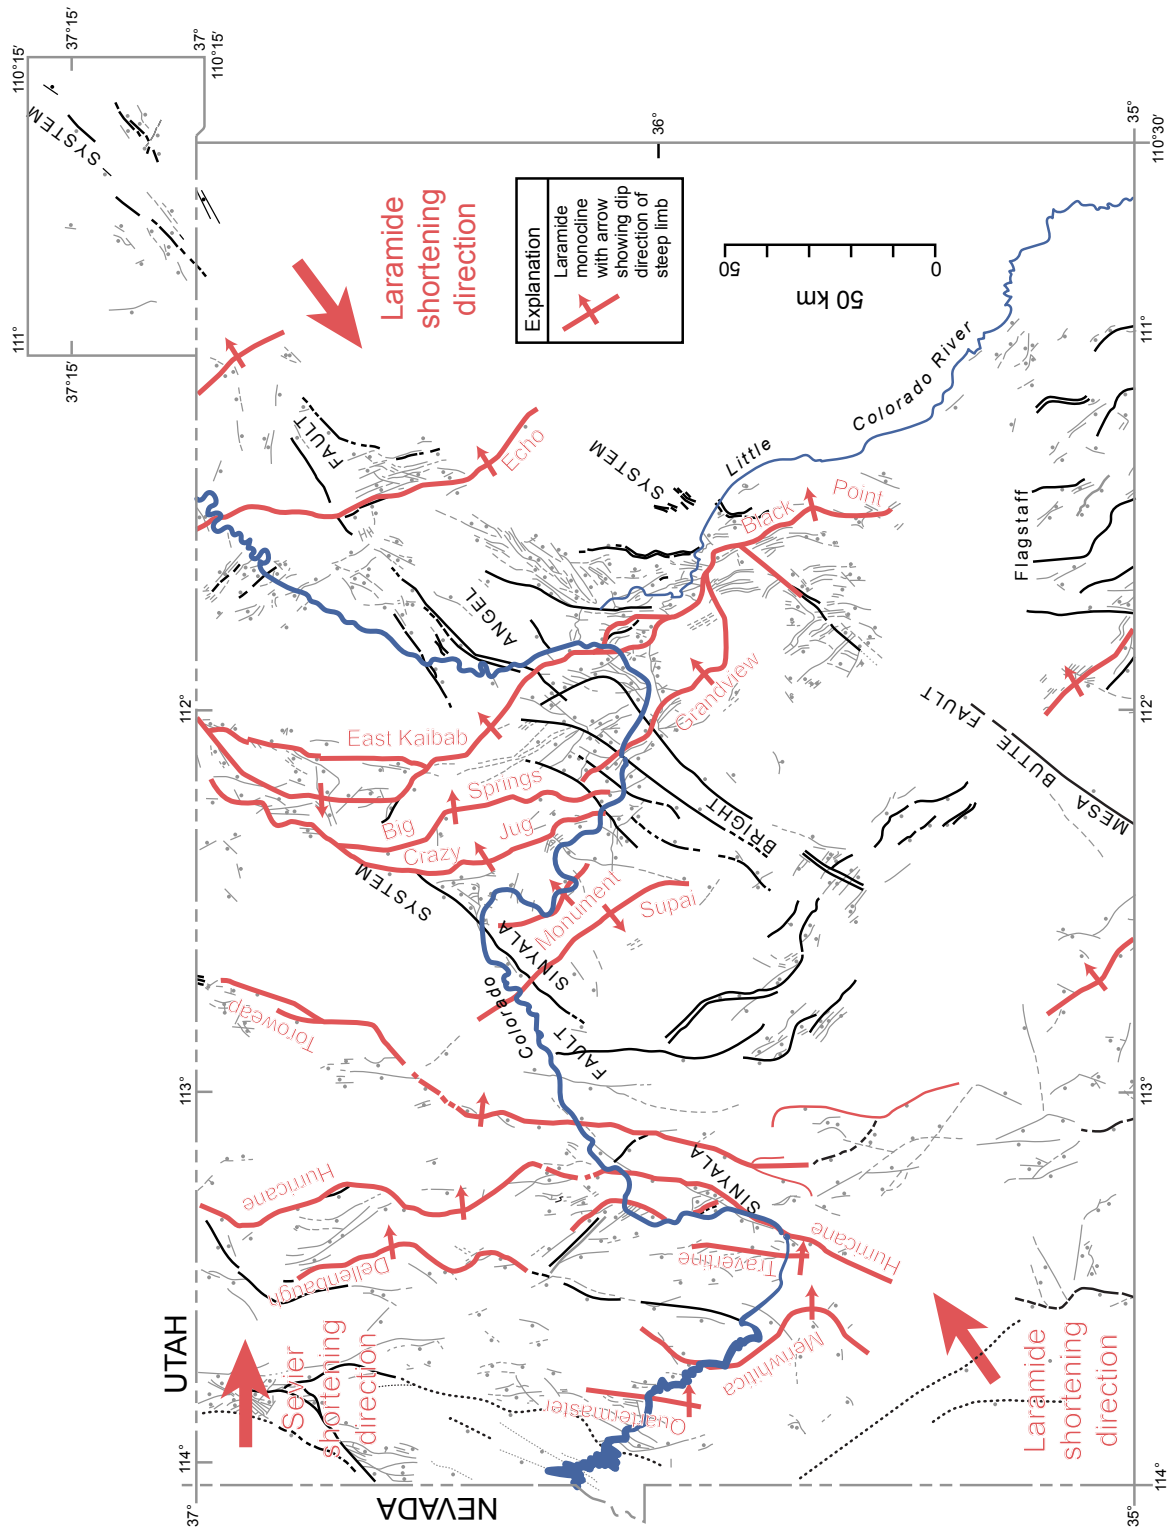 110°15'
37°15'
37°
110°15'
SYSTEM
111°
37°15'
35°
110°30'
36°
Laramide
shortening
direction
Explanation
Laramide
monocline
with arrow
showing dip
direction of
steep limb
50
0
50 km
111°
FAULT
Echo
SYSTEM
Little
Colorado River
Black
Point
Flagstaff
ANGEL
Grandview
112°
East Kaibab
Springs
Big
Jug
Crazy
BRIGHT
MESA BUTTE FAULT
112°
SYSTEM
Monument
Supai
SINYALA
SINYALA
Colorado
FAULT
Toroweap
113°
113°
Hurricane
SINYALA
Dellenbaugh
Travertine
Hurricane
Meriwhitica
Quartermaster
UTAH
Sevier
shortening
direction
Laramide
shortening
direction
114°
37°
NEVADA
35°
114°